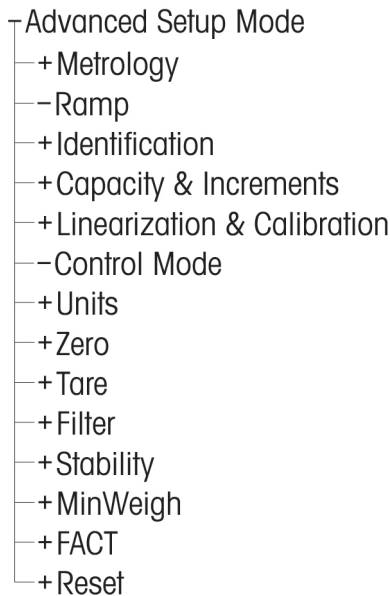 –Advanced Setup Mode
+Metrology
–Ramp
+Identification
+Capacity & Increments
+Linearization & Calibration
–Control Mode
+Units
+Zero
+Tare
+Filter
+Stability
+MinWeigh
+FACT
+Reset